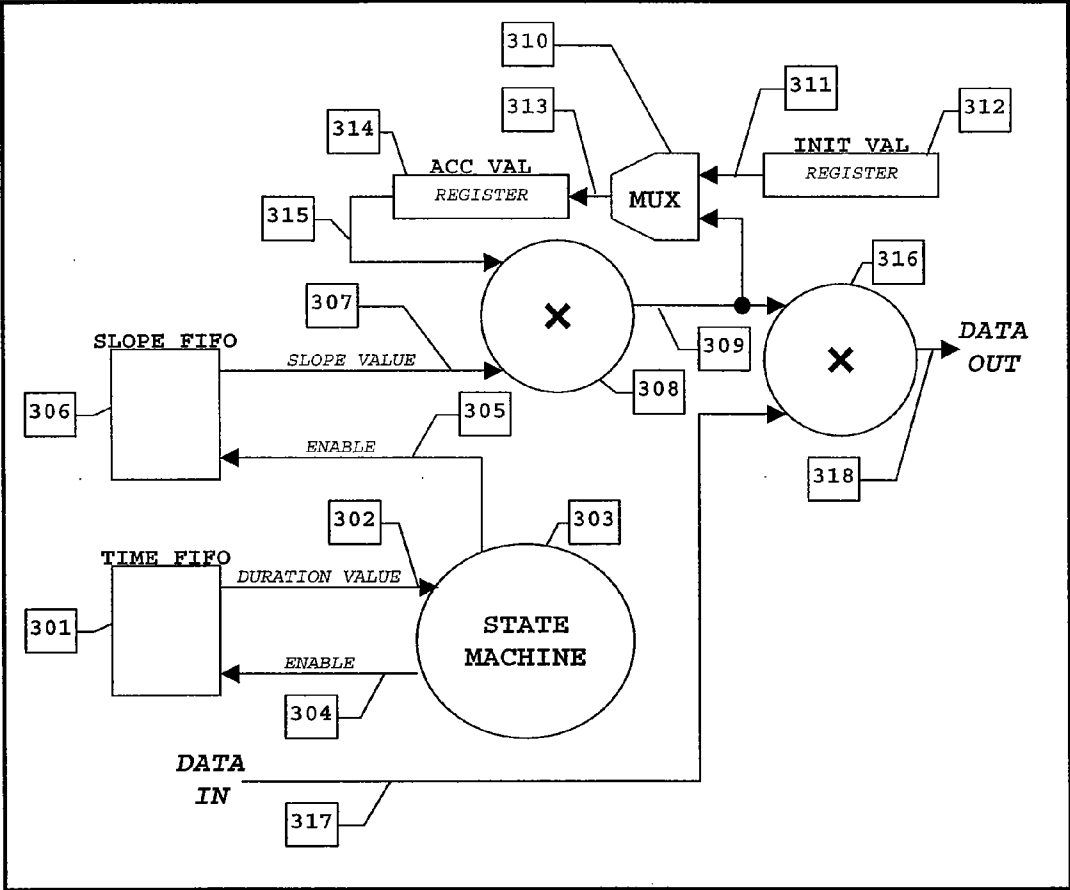 310
311
312
313
314
INIT VAL
REGISTER
ACC VAL
REGISTER
MUX
315
316
307
309
DATA
OUT
SLOPE FIFO
SLOPE VALUE
308
306
305
ENABLE
318
302
303
TIME FIFO
DURATION VALUE
301
STATE
MACHINE
ENABLE
304
DATA
IN
317